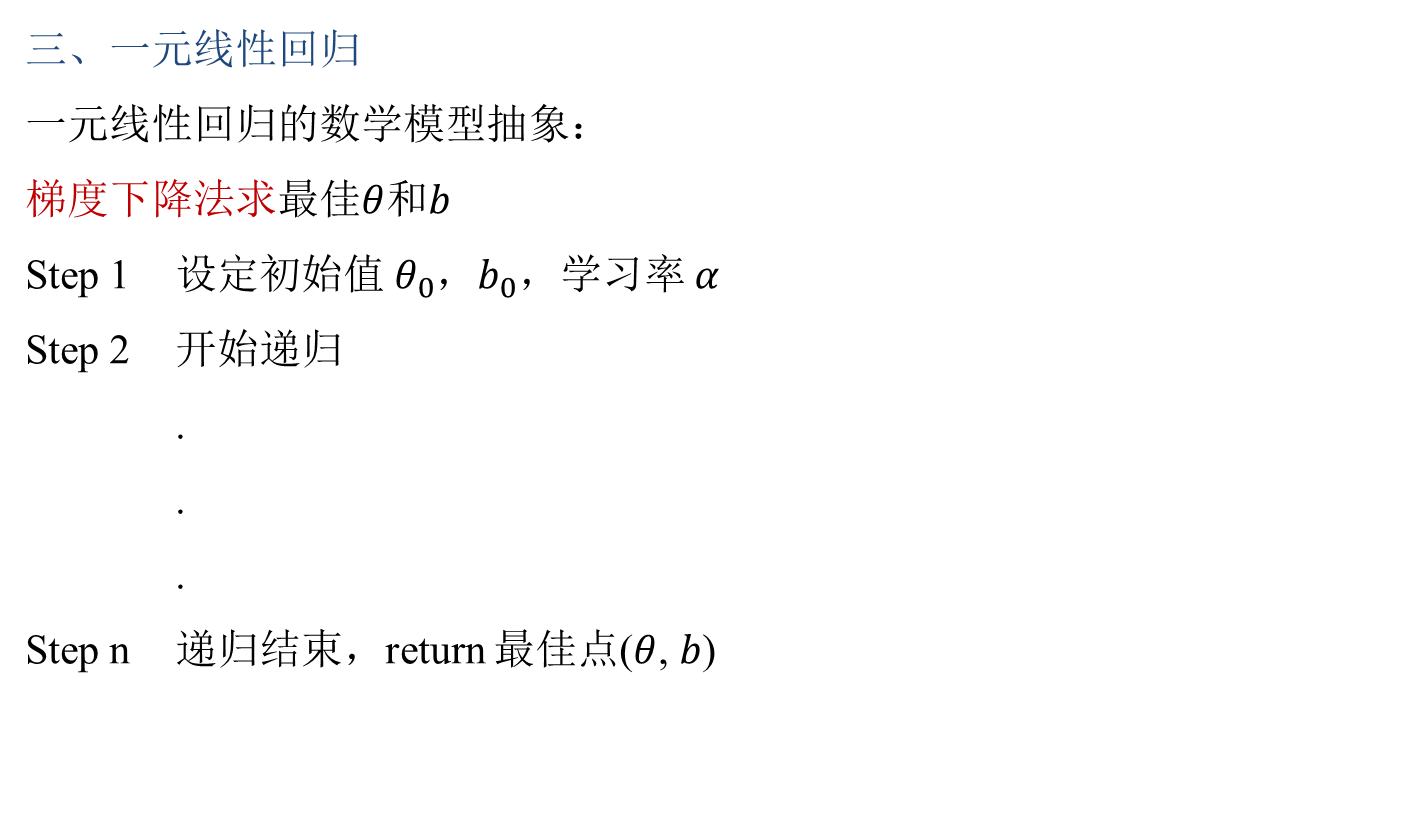 三、一元线性回归
一元线性回归的数学模型抽象：
梯度下降法求最佳θ和b
Step 1 设定初始值 θ₀，b₀，学习率 α
Step 2 开始递归
.
.
.
Step n 递归结束，return 最佳点(θ, b)